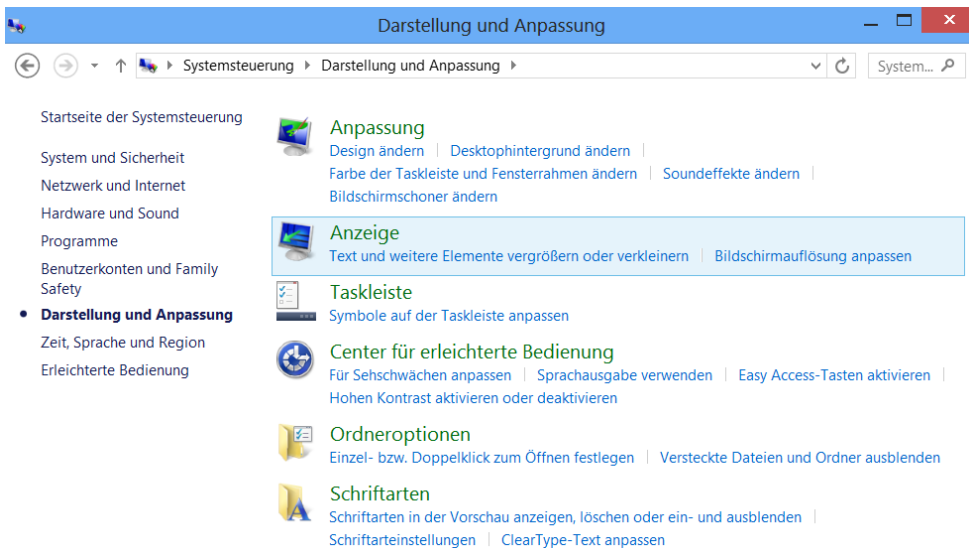 Darstellung und Anpassung
Systemsteuerung Darstellung und Anpassung
System...
Startseite der Systemsteuerung
System und Sicherheit
Netzwerk und Internet
Hardware und Sound
Programme
Benutzerkonten und Family
Safety
Darstellung und Anpassung
Zeit, Sprache und Region
Erleichterte Bedienung
Anpassung
Design ändern
Desktophintergrund ändern
Farbe der Taskleiste und Fensterrahmen ändern
Soundeffekte ändern
Bildschirmschoner ändern
Anzeige
Text und weitere Elemente vergrößern oder verkleinern
Bildschirmauflösung anpassen
Taskleiste
Symbole auf der Taskleiste anpassen
Center für erleichterte Bedienung
Für Sehschwächen anpassen
Sprachausgabe verwenden
Easy Access-Tasten aktivieren
Hohen Kontrast aktivieren oder deaktivieren
Ordneroptionen
Einzel- bzw. Doppelklick zum Öffnen festlegen
Versteckte Dateien und Ordner ausblenden
Schriftarten
Schriftarten in der Vorschau anzeigen, löschen oder ein- und ausblenden
Schriftarteinstellungen
ClearType-Text anpassen